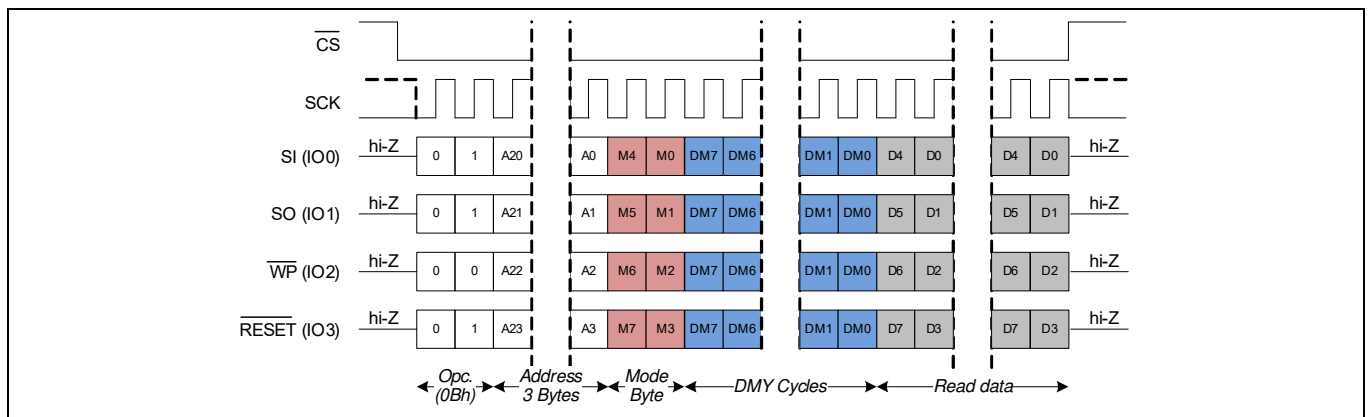 CS
SCK
SI (IO0) hi-Z 0 1 A20 A0 M4 M0 DM7 DM6 DM1 DM0 D4 D0 D4 D0 hi-Z
SO (IO1) hi-Z 0 1 A21 A1 M5 M1 DM7 DM6 DM1 DM0 D5 D1 D5 D1 hi-Z
WP (IO2) hi-Z 0 0 A22 A2 M6 M2 DM7 DM6 DM1 DM0 D6 D2 D6 D2 hi-Z
RESET (IO3) hi-Z 0 1 A23 A3 M7 M3 DM7 DM6 DM1 DM0 D7 D3 D7 D3 hi-Z
Opc. Address Mode DMY Cycles Read data
(0Bh) 3 Bytes Byte